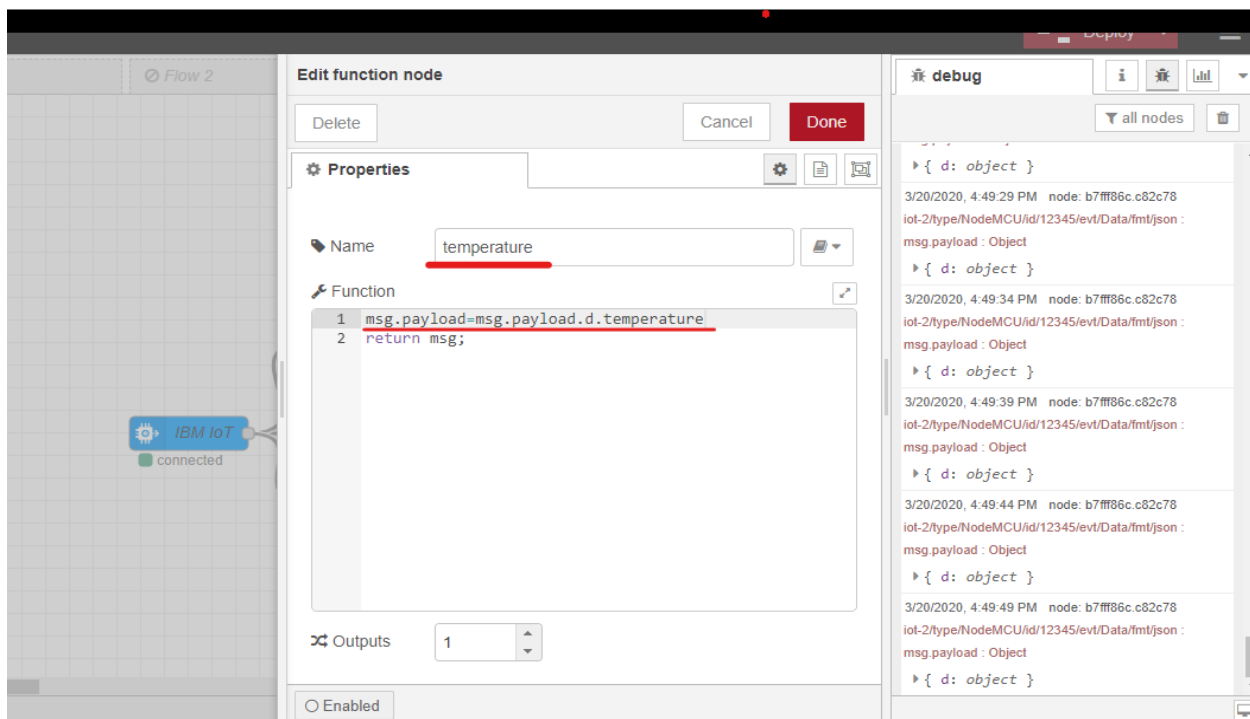 Deploy
Flow 2
Edit function node
Delete
Cancel
Done
Properties
Name
temperature
Function
1 msg.payload=msg.payload.d.temperature
2 return msg;
Outputs
1
Enabled
IBM IoT
connected
debug
i
all nodes
{ d: object }
3/20/2020, 4:49:29 PM node: b7fff86c.c82c78
iot-2/type/NodeMCU/id/12345/evt/Data/fmt/json :
msg.payload : Object
{ d: object }
3/20/2020, 4:49:34 PM node: b7fff86c.c82c78
iot-2/type/NodeMCU/id/12345/evt/Data/fmt/json :
msg.payload : Object
{ d: object }
3/20/2020, 4:49:39 PM node: b7fff86c.c82c78
iot-2/type/NodeMCU/id/12345/evt/Data/fmt/json :
msg.payload : Object
{ d: object }
3/20/2020, 4:49:44 PM node: b7fff86c.c82c78
iot-2/type/NodeMCU/id/12345/evt/Data/fmt/json :
msg.payload : Object
{ d: object }
3/20/2020, 4:49:49 PM node: b7fff86c.c82c78
iot-2/type/NodeMCU/id/12345/evt/Data/fmt/json :
msg.payload : Object
{ d: object }